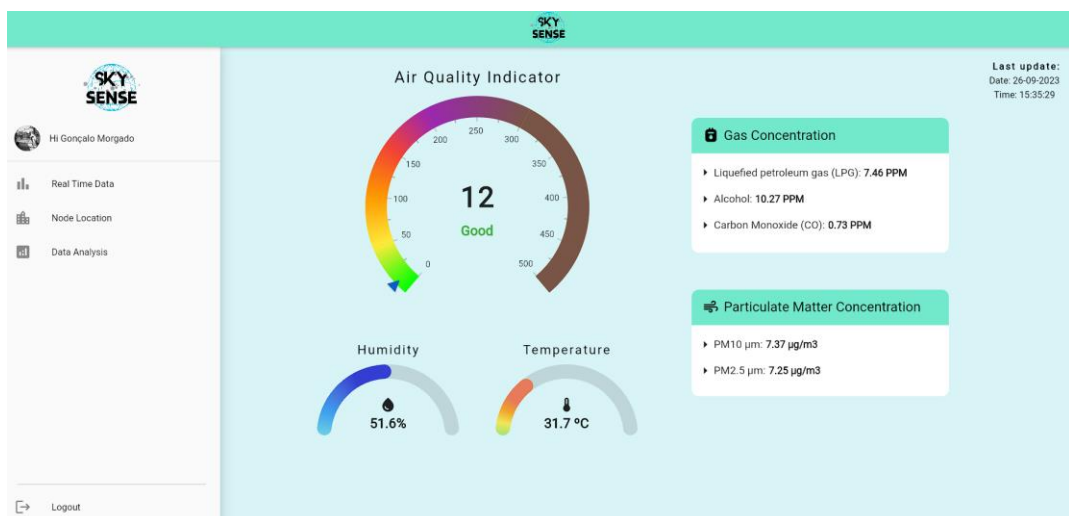 SKY
SENSE
SKY
SENSE
Hi Gonçalo Morgado
Real Time Data
Node Location
Data Analysis
Logout
Air Quality Indicator
0
50
100
150
200
250
300
350
400
450
500
12
Good
Humidity
51.6%
Temperature
31.7 ºC
Last update:
Date: 26-09-2023
Time: 15:35:29
Gas Concentration
Liquefied petroleum gas (LPG): 7.46 PPM
Alcohol: 10.27 PPM
Carbon Monoxide (CO): 0.73 PPM
Particulate Matter Concentration
PM10 μm: 7.37 μg/m3
PM2.5 μm: 7.25 μg/m3